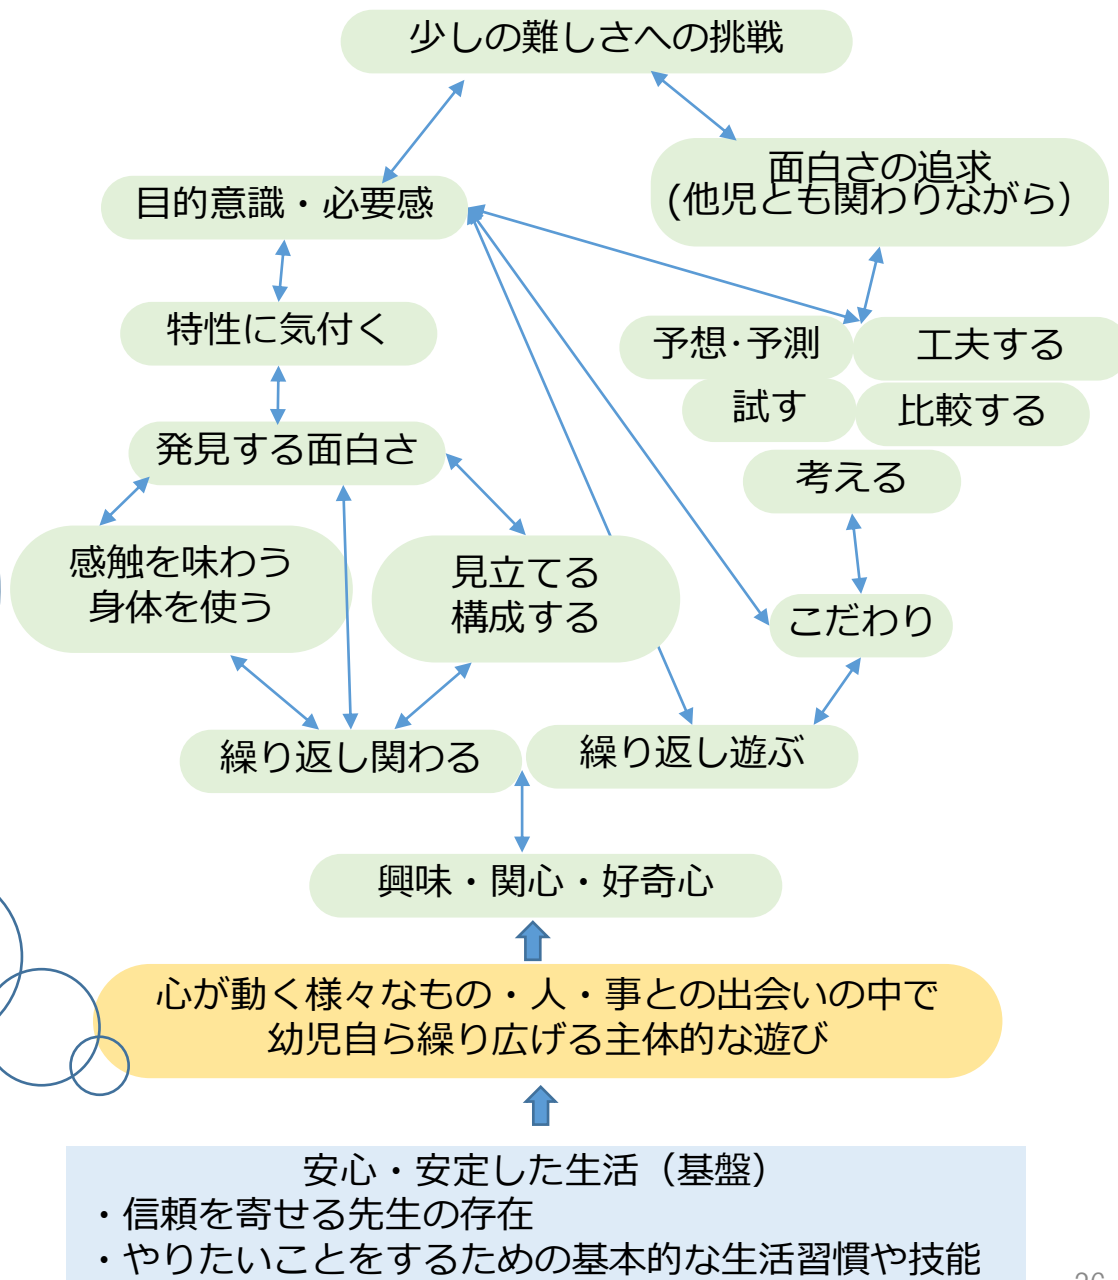 少しの難しさへの挑戦
面白さの追求
(他児とも関わりながら）
目的意識・必要感
特性に気付く
予想･予測
工夫する
試す
比較する
発見する面白さ
考える
感触を味わう
身体を使う
見立てる
構成する
こだわり
繰り返し関わる
繰り返し遊ぶ
興味・関心・好奇心
心が動く様々なもの・人・事との出会いの中で
幼児自ら繰り広げる主体的な遊び
安心・安定した生活（基盤）
・信頼を寄せる先生の存在
・やりたいことをするための基本的な生活習慣や技能